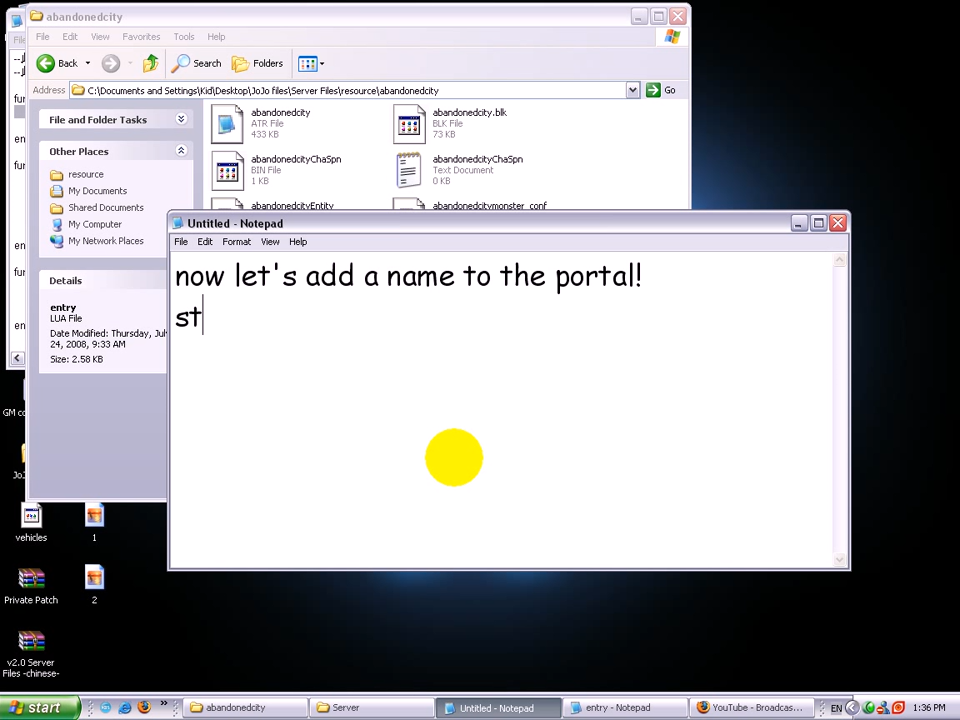 abandonedcity
File Edit View Favorites Tools Help
Back Search Folders
Address C:\Documents and Settings\Kid\Desktop\JoJo files\Server Files\resource\abandonedcity Go
File and Folder Tasks
Other Places
resource
My Documents
Shared Documents
My Computer
My Network Places
Details
entry
LUA File
Date Modified: Thursday, July
24, 2008, 9:33 AM
Size: 2.58 KB
abandonedcity
ATR File
433 KB
abandonedcity.blk
BLK File
73 KB
abandonedcityChaSpn
BIN File
1 KB
abandonedcityChaSpn
Text Document
0 KB
abandonedcityEntity
abandonedcitymonster_conf
Untitled - Notepad
File Edit Format View Help
now let's add a name to the portal!
st
vehicles
1
Private Patch
2
v2.0 Server
Files -chinese-
start
abandonedcity
Server
Untitled - Notepad
entry - Notepad
YouTube - Broadcas...
EN
1:36 PM